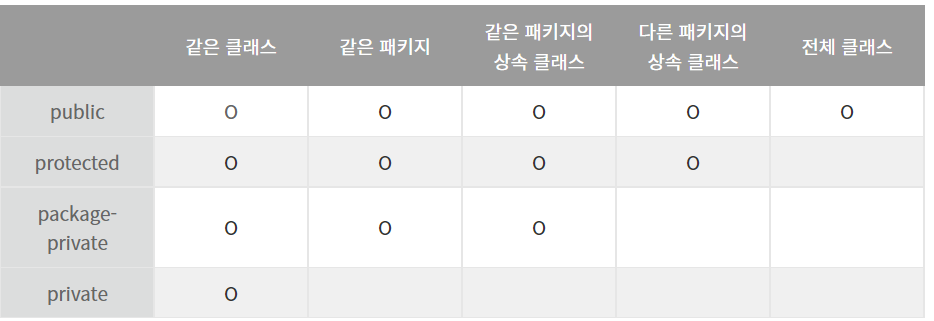 같은 클래스 같은 패키지 같은 패키지의 상속 클래스 다른 패키지의 상속 클래스 전체 클래스
public O O O O O
protected O O O O
package-private O O O
private O